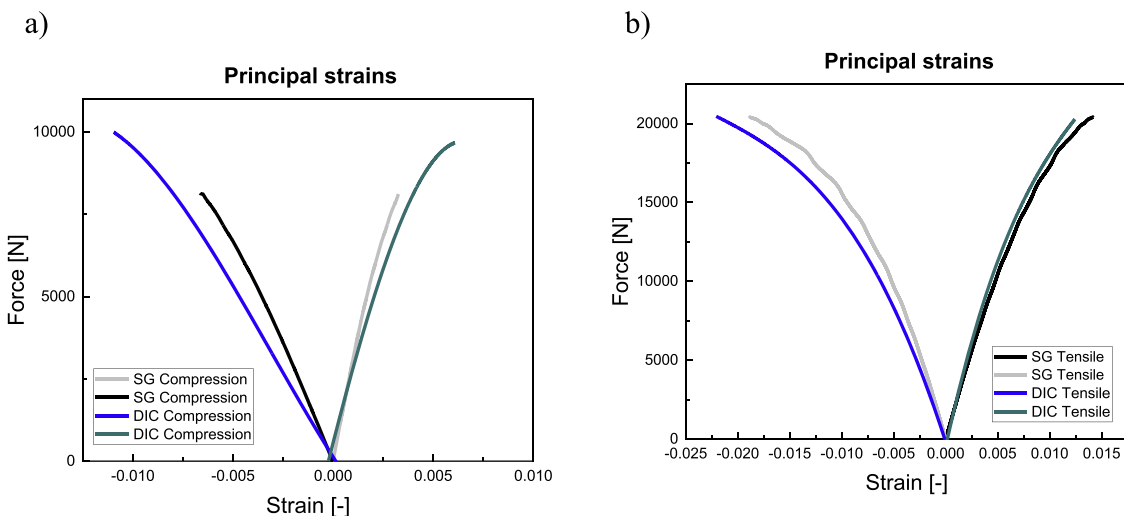 a)
Principal strains
10000
5000
0
Force [N]
SG Compression
SG Compression
DIC Compression
DIC Compression
-0.010
-0.005
0.000
0.005
0.010
Strain [-]
b)
Principal strains
20000
15000
10000
5000
0
Force [N]
SG Tensile
SG Tensile
DIC Tensile
DIC Tensile
-0.025
-0.020
-0.015
-0.010
-0.005
0.000
0.005
0.010
0.015
Strain [-]